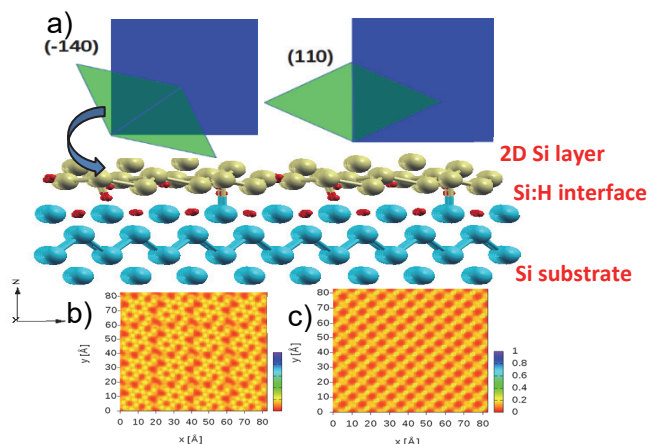 a)
(-140)
(110)
2D Si layer
Si:H interface
Si substrate
Z
X
b)
y [Å]
80
70
60
50
40
30
20
10
0
0 10 20 30 40 50 60 70 80
x [Å]
c)
y [Å]
80
70
60
50
40
30
20
10
0
0 10 20 30 40 50 60 70 80
x [Å]
1
0.8
0.6
0.4
0.2
0